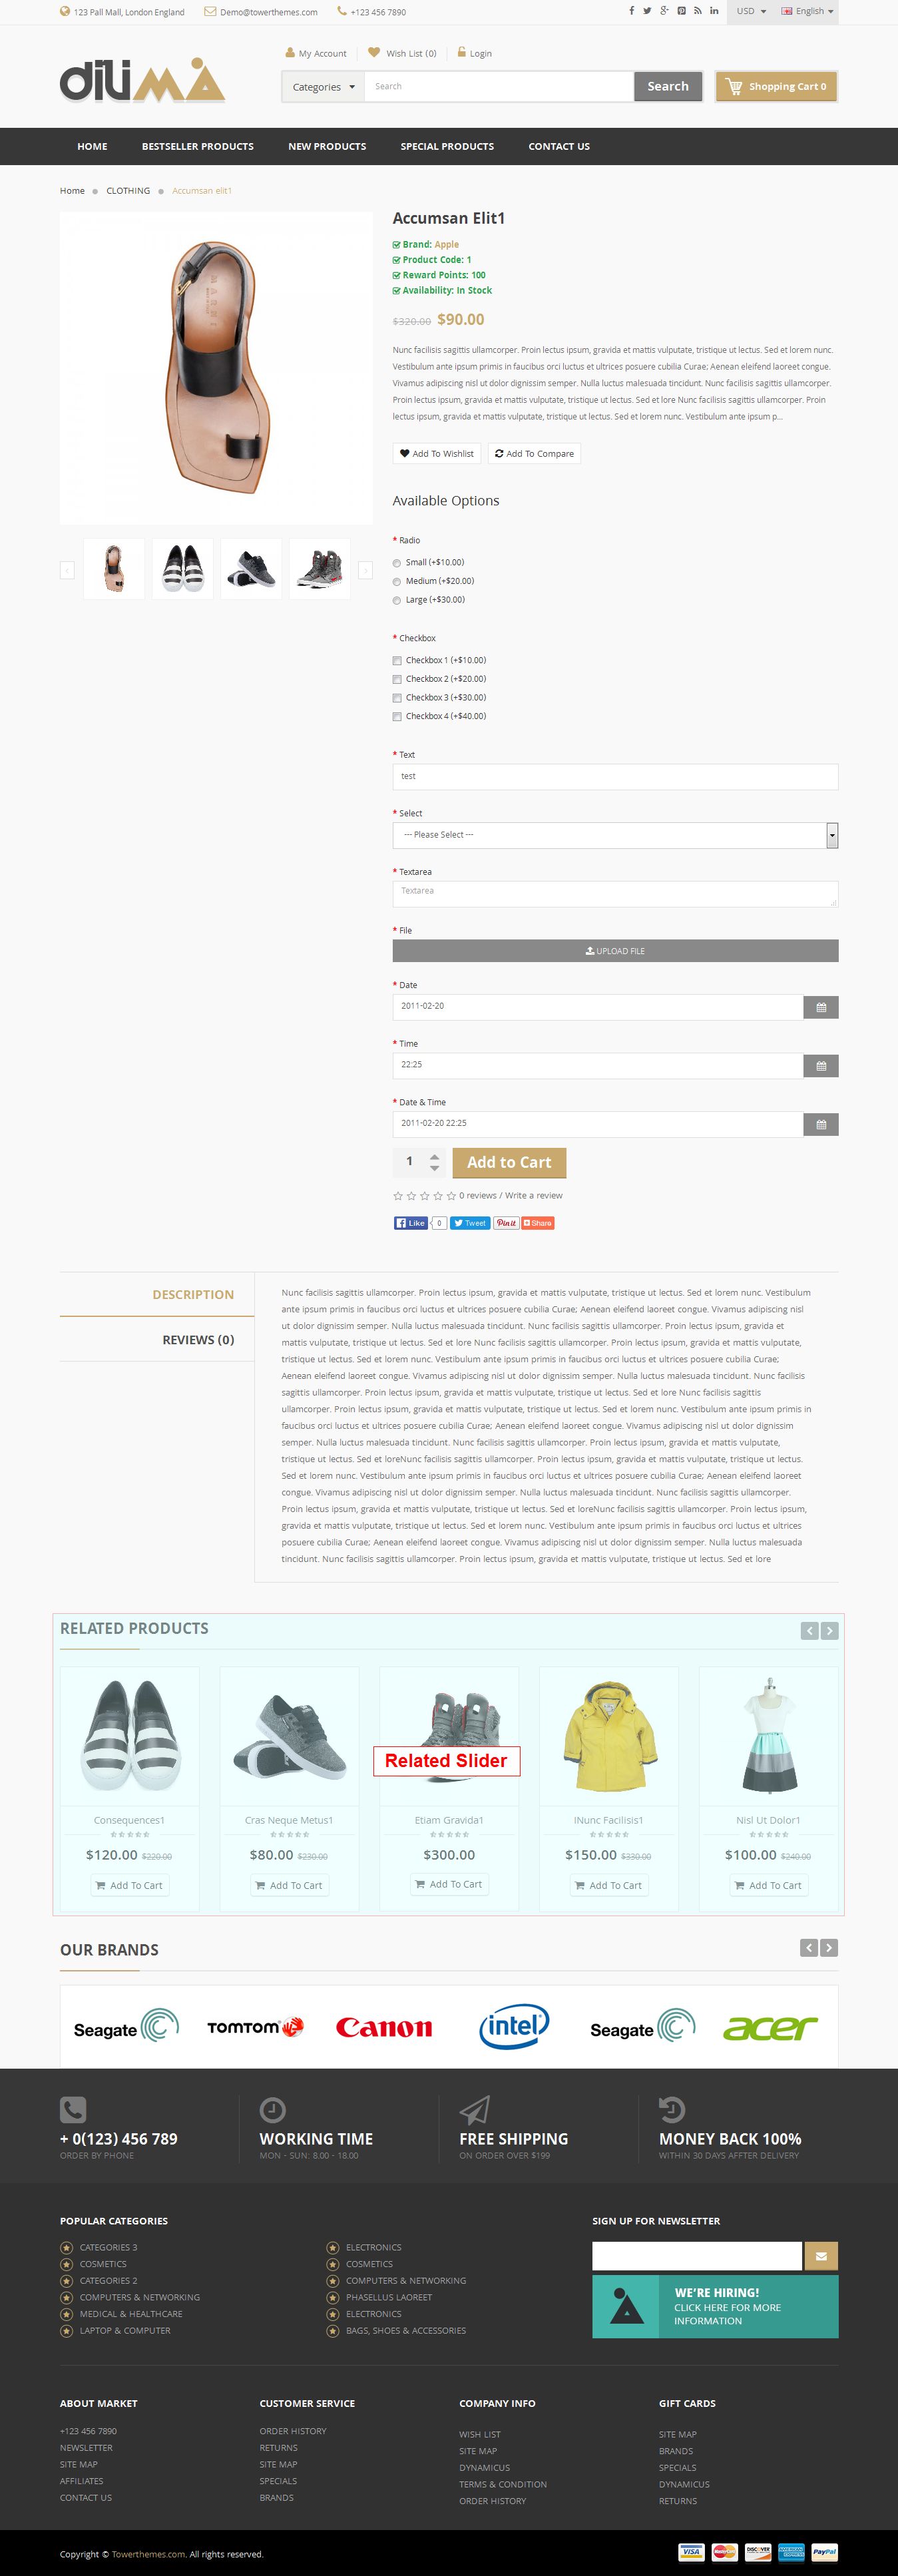 123 Pall Mall, London England Demo@towerthemes.com +123 456 7890 USD English
My Account Wish List (0) Login
diliMA
Categories Search Search Shopping Cart 0
HOME BESTSELLER PRODUCTS NEW PRODUCTS SPECIAL PRODUCTS CONTACT US
Home CLOTHING Accumsan elit1
MARNI
Accumsan Elit1
Brand: Apple
Product Code: 1
Reward Points: 100
Availability: In Stock
$320.00 $90.00
Nunc facilisis sagittis ullamcorper. Proin lectus ipsum, gravida et mattis vulputate, tristique ut lectus. Sed et lorem nunc.
Vestibulum ante ipsum primis in faucibus orci luctus et ultrices posuere cubilia Curae; Aenean eleifend laoreet congue.
Vivamus adipiscing nisl ut dolor dignissim semper. Nulla luctus malesuada tincidunt. Nunc facilisis sagittis ullamcorper.
Proin lectus ipsum, gravida et mattis vulputate, tristique ut lectus. Sed et lore Nunc facilisis sagittis ullamcorper. Proin
lectus ipsum, gravida et mattis vulputate, tristique ut lectus. Sed et lorem nunc. Vestibulum ante ipsum p...
Add To Wishlist Add To Compare
Available Options
* Radio
Small (+$10.00)
Medium (+$20.00)
Large (+$30.00)
* Checkbox
Checkbox 1 (+$10.00)
Checkbox 2 (+$20.00)
Checkbox 3 (+$30.00)
Checkbox 4 (+$40.00)
* Text
test
* Select
--- Please Select ---
* Textarea
Textarea
* File
UPLOAD FILE
* Date
2011-02-20
* Time
22:25
* Date & Time
2011-02-20 22:25
1 Add to Cart
0 reviews / Write a review
Like 0 Tweet Pin it Share
DESCRIPTION
REVIEWS (0)
Nunc facilisis sagittis ullamcorper. Proin lectus ipsum, gravida et mattis vulputate, tristique ut lectus. Sed et lorem nunc. Vestibulum
ante ipsum primis in faucibus orci luctus et ultrices posuere cubilia Curae; Aenean eleifend laoreet congue. Vivamus adipiscing nisl
ut dolor dignissim semper. Nulla luctus malesuada tincidunt. Nunc facilisis sagittis ullamcorper. Proin lectus ipsum, gravida et
mattis vulputate, tristique ut lectus. Sed et lore Nunc facilisis sagittis ullamcorper. Proin lectus ipsum, gravida et mattis vulputate,
tristique ut lectus. Sed et lorem nunc. Vestibulum ante ipsum primis in faucibus orci luctus et ultrices posuere cubilia Curae;
Aenean eleifend laoreet congue. Vivamus adipiscing nisl ut dolor dignissim semper. Nulla luctus malesuada tincidunt. Nunc facilisis
sagittis ullamcorper. Proin lectus ipsum, gravida et mattis vulputate, tristique ut lectus. Sed et lore Nunc facilisis sagittis
ullamcorper. Proin lectus ipsum, gravida et mattis vulputate, tristique ut lectus. Sed et lorem nunc. Vestibulum ante ipsum primis in
faucibus orci luctus et ultrices posuere cubilia Curae; Aenean eleifend laoreet congue. Vivamus adipiscing nisl ut dolor dignissim
semper. Nulla luctus malesuada tincidunt. Nunc facilisis sagittis ullamcorper. Proin lectus ipsum, gravida et mattis vulputate,
tristique ut lectus. Sed et loreNunc facilisis sagittis ullamcorper. Proin lectus ipsum, gravida et mattis vulputate, tristique ut lectus.
Sed et lorem nunc. Vestibulum ante ipsum primis in faucibus orci luctus et ultrices posuere cubilia Curae; Aenean eleifend laoreet
congue. Vivamus adipiscing nisl ut dolor dignissim semper. Nulla luctus malesuada tincidunt. Nunc facilisis sagittis ullamcorper.
Proin lectus ipsum, gravida et mattis vulputate, tristique ut lectus. Sed et loreNunc facilisis sagittis ullamcorper. Proin lectus ipsum,
gravida et mattis vulputate, tristique ut lectus. Sed et lorem nunc. Vestibulum ante ipsum primis in faucibus orci luctus et ultrices
posuere cubilia Curae; Aenean eleifend laoreet congue. Vivamus adipiscing nisl ut dolor dignissim semper. Nulla luctus malesuada
tincidunt. Nunc facilisis sagittis ullamcorper. Proin lectus ipsum, gravida et mattis vulputate, tristique ut lectus. Sed et lore
RELATED PRODUCTS
Related Slider
Consequences1 Cras Neque Metus1 Etiam Gravida1 INunc Facilisis1 Nisl Ut Dolor1
$120.00 $220.00 $80.00 $230.00 $300.00 $150.00 $330.00 $100.00 $240.00
Add To Cart Add To Cart Add To Cart Add To Cart Add To Cart
OUR BRANDS
Seagate TOMTOM Canon intel Seagate acer
+ 0(123) 456 789 WORKING TIME FREE SHIPPING MONEY BACK 100%
ORDER BY PHONE MON - SUN: 8.00 - 18.00 ON ORDER OVER $199 WITHIN 30 DAYS AFFTER DELIVERY
POPULAR CATEGORIES
CATEGORIES 3 ELECTRONICS
COSMETICS COSMETICS
CATEGORIES 2 COMPUTERS & NETWORKING
COMPUTERS & NETWORKING PHASELLUS LAOREET
MEDICAL & HEALTHCARE ELECTRONICS
LAPTOP & COMPUTER BAGS, SHOES & ACCESSORIES
SIGN UP FOR NEWSLETTER
WE'RE HIRING!
CLICK HERE FOR MORE
INFORMATION
ABOUT MARKET
+123 456 7890
NEWSLETTER
SITE MAP
AFFILIATES
CONTACT US
CUSTOMER SERVICE
ORDER HISTORY
RETURNS
SITE MAP
SPECIALS
BRANDS
COMPANY INFO
WISH LIST
SITE MAP
DYNAMICUS
TERMS & CONDITION
ORDER HISTORY
GIFT CARDS
SITE MAP
BRANDS
SPECIALS
DYNAMICUS
RETURNS
Copyright © Towerthemes.com. All rights reserved. VISA MasterCard DISCOVER AMERICAN EXPRESS PayPal